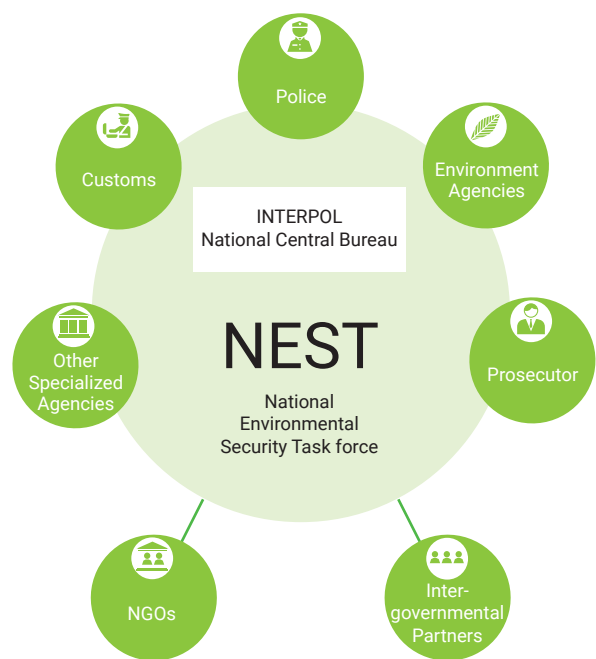 Police
Customs
Environment
Agencies
INTERPOL
National Central Bureau
NEST
National
Environmental
Security Task force
Other
Specialized
Agencies
Prosecutor
NGOs
Inter-
governmental
Partners